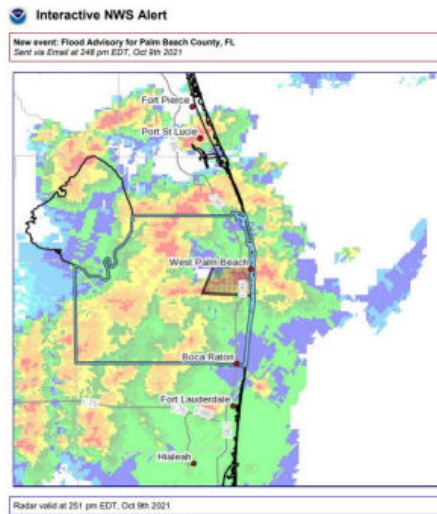 Interactive NWS Alert
New event: Flood Advisory for Palm Beach County, FL
Sent via Email at 248 pm EDT, Oct 9th 2021
Fort Pierce
Port St Lucie
West Palm Beach
Boca Raton
Fort Lauderdale
Hialeah
Radar valid at 251 pm EDT, Oct 9th 2021